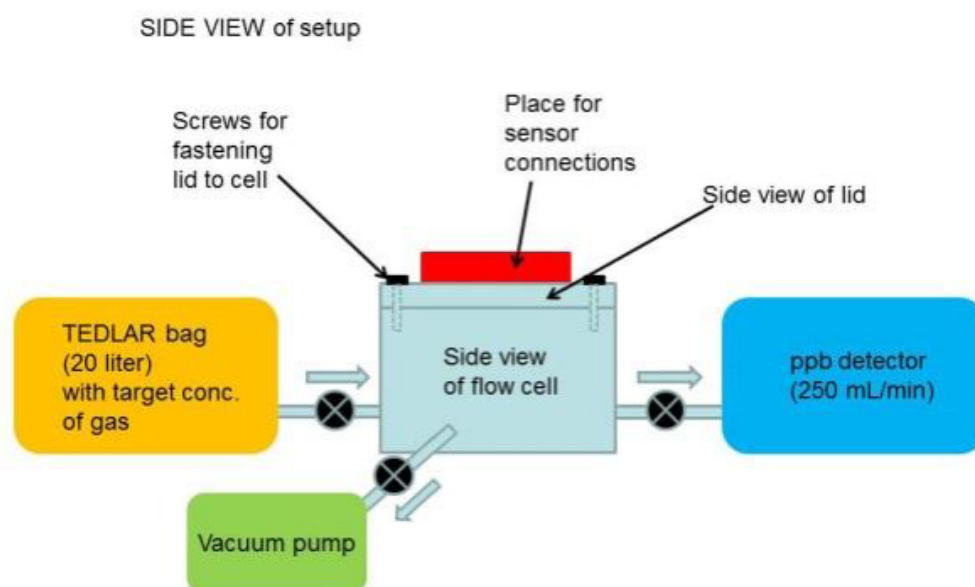 SIDE VIEW of setup
Screws for
fastening
lid to cell
Place for
sensor
connections
Side view of lid
TEDLAR bag
(20 liter)
with target conc.
of gas
Side view
of flow cell
ppb detector
(250 mL/min)
Vacuum pump